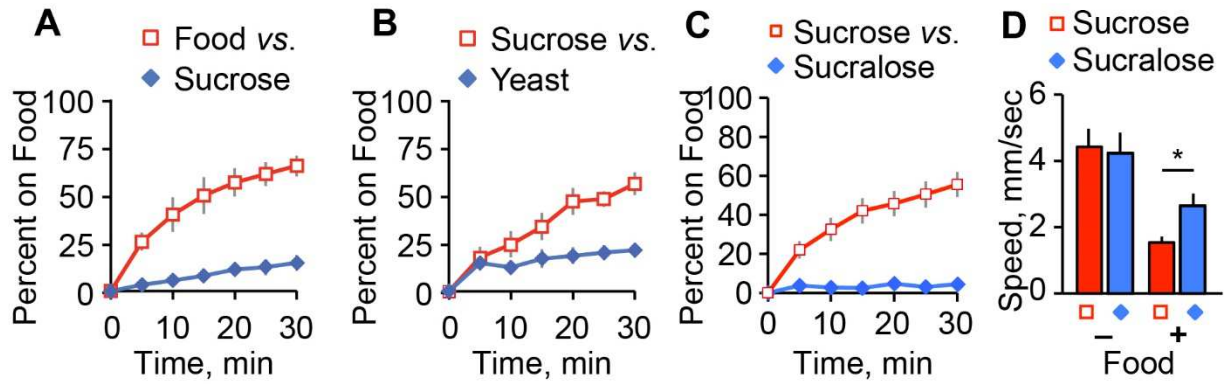 A
□ Food vs.
◆ Sucrose
Percent on Food
100
75
50
25
0
0 10 20 30
Time, min
B
□ Sucrose vs.
◆ Yeast
Percent on Food
100
75
50
25
0
0 10 20 30
Time, min
C
□ Sucrose vs.
◆ Sucralose
Percent on Food
100
80
60
40
20
0
0 10 20 30
Time, min
D
□ Sucrose
◆ Sucralose
Speed, mm/sec
6
4
2
0
*
– +
Food